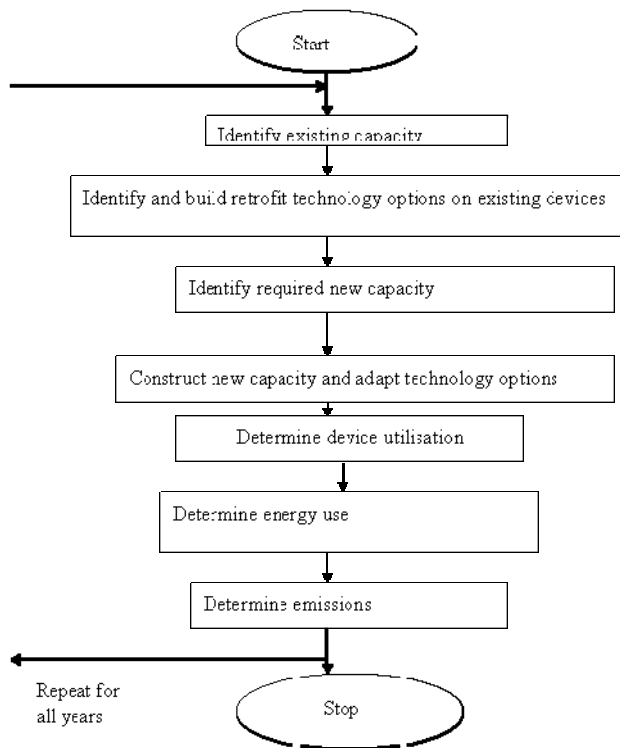 Start
Identify existing capacity
Identify and build retrofit technology options on existing devices
Identify required new capacity
Construct new capacity and adapt technology options
Determine device utilisation
Determine energy use
Determine emissions
Repeat for
all years
Stop